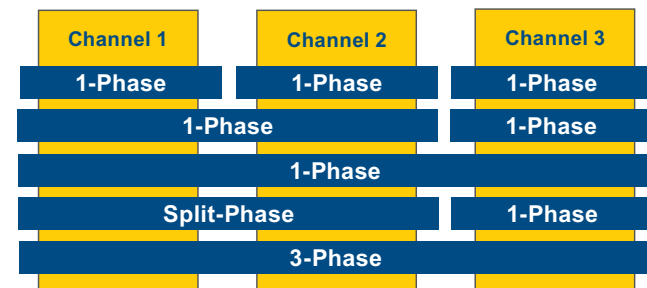 Channel 1 Channel 2 Channel 3
1-Phase 1-Phase 1-Phase
1-Phase 1-Phase
1-Phase
Split-Phase 1-Phase
3-Phase